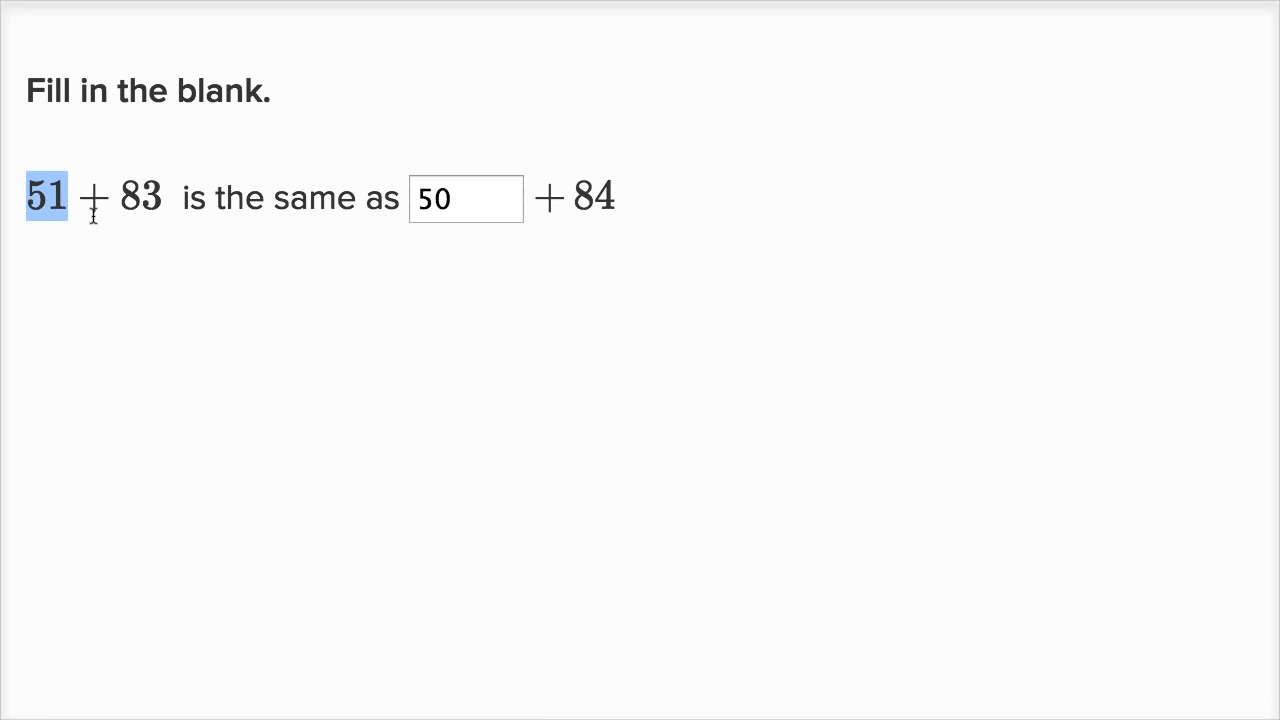 Fill in the blank.
51 + 83 is the same as 50 + 84